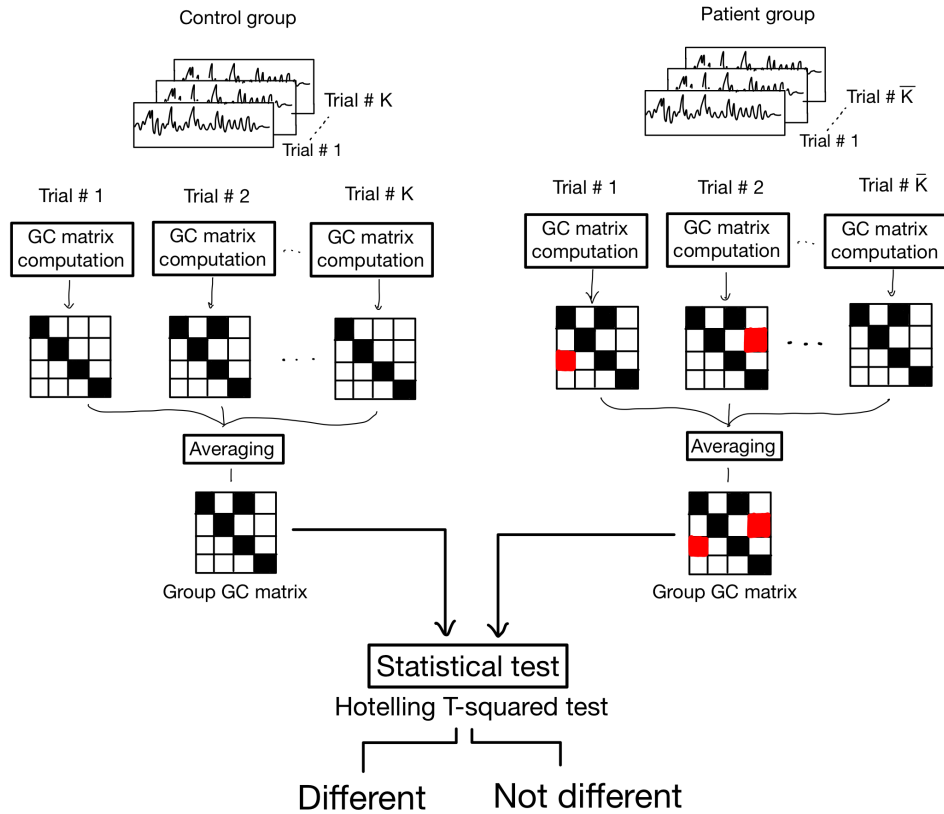 Control group
Trial # K
Trial # 1
Patient group
Trial # K̅
Trial # 1
Trial # 1
Trial # 2
Trial # K
GC matrix
computation
GC matrix
computation
. . .
GC matrix
computation
. . .
Averaging
Group GC matrix
Trial # 1
Trial # 2
Trial # K̅
GC matrix
computation
GC matrix
computation
. . .
GC matrix
computation
. . .
Averaging
Group GC matrix
Statistical test
Hotelling T-squared test
Different
Not different